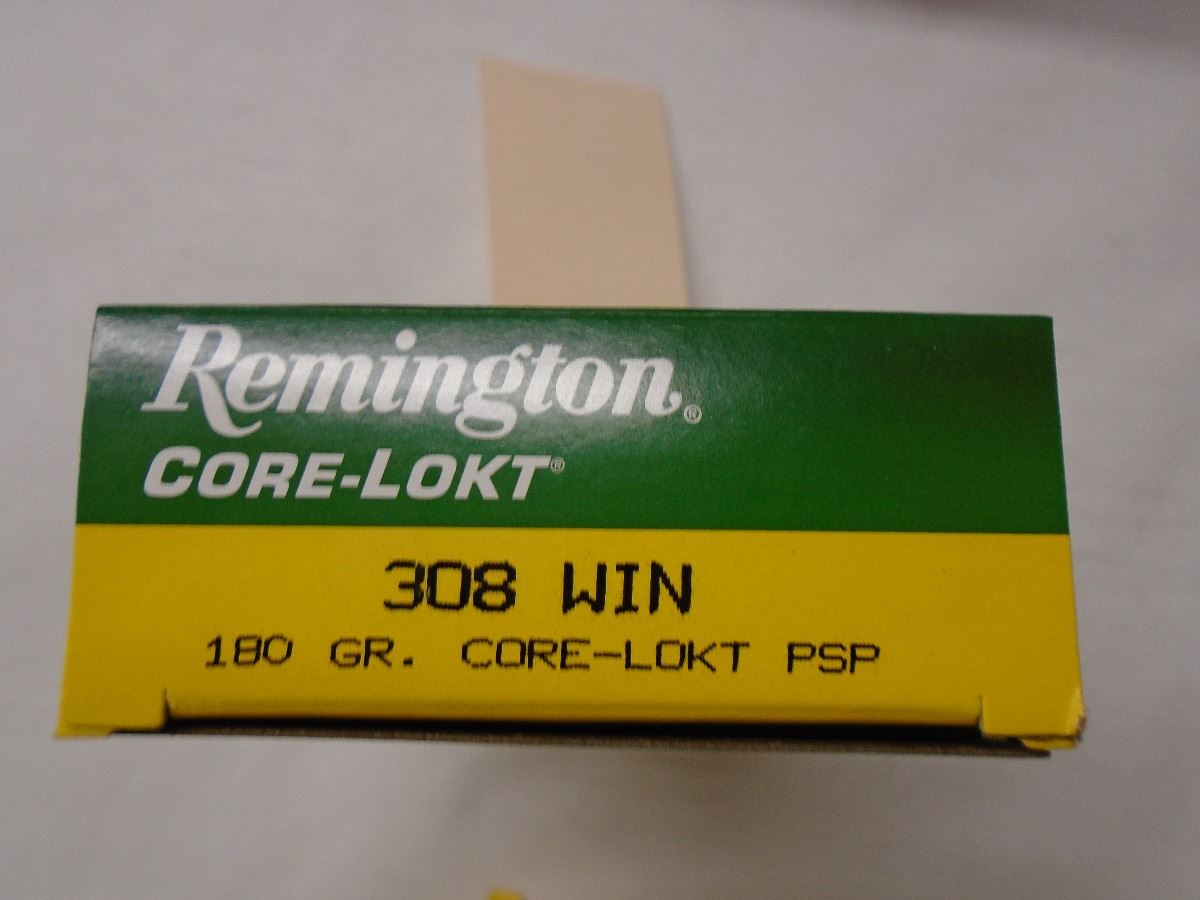 Remington®
CORE-LOKT®
308 WIN
180 GR. CORE-LOKT PSP